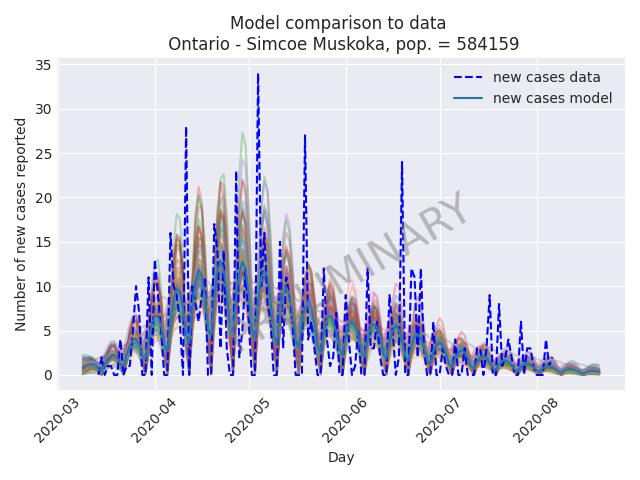 Model comparison to data
Ontario - Simcoe Muskoka, pop. = 584159
35
30
25
20
15
10
5
0
Number of new cases reported
new cases data
new cases model
PRELIMINARY
2020-03
2020-04
2020-05
2020-06
2020-07
2020-08
Day